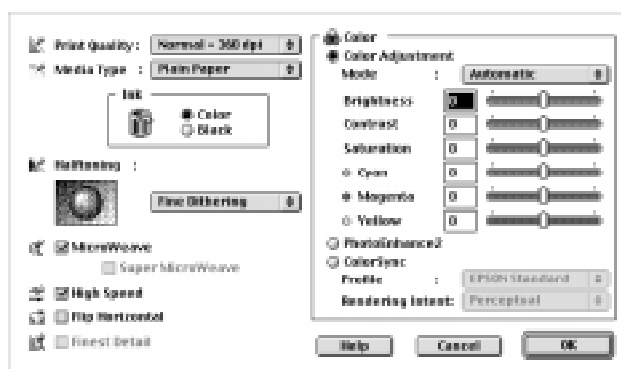 Print Quality: Normal - 360 dpi
Media Type : Plain Paper
Ink
Color
Black
Halftoning :
Fine Dithering
MicroWeave
Super MicroWeave
High Speed
Flip Horizontal
Finest Detail
Color
Color Adjustment
Mode : Automatic
Brightness 0
Contrast 0
Saturation 0
Cyan 0
Magenta 0
Yellow 0
PhotoEnhance2
ColorSync
Profile : EPSON Standard
Rendering Intent: Perceptual
Help Cancel OK